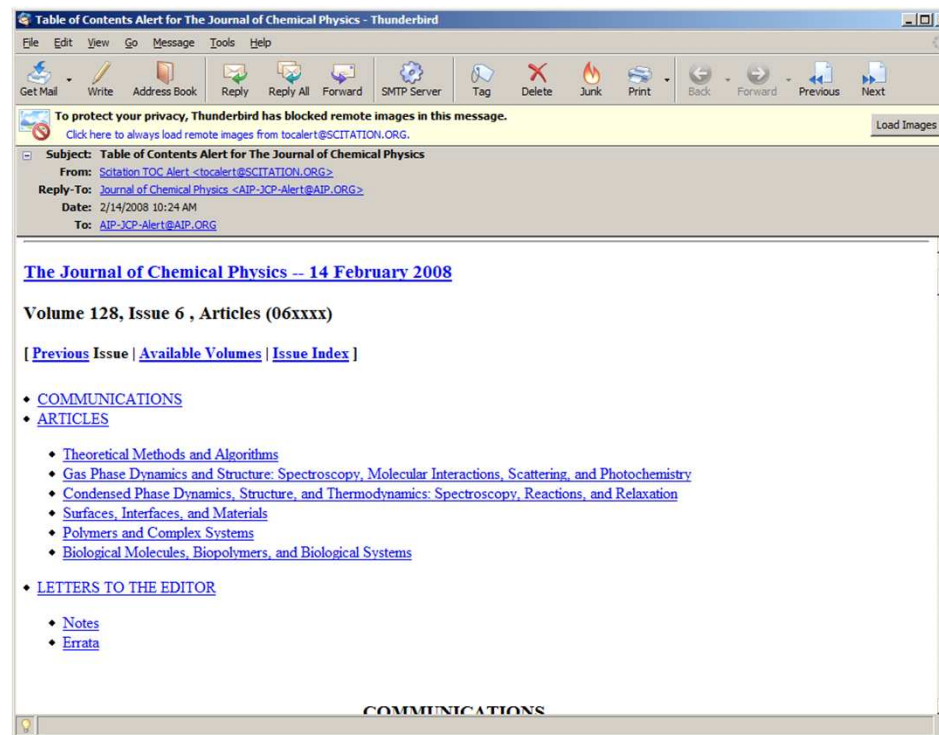 Table of Contents Alert for The Journal of Chemical Physics - Thunderbird
File Edit View Go Message Tools Help
Get Mail Write Address Book Reply Reply All Forward SMTP Server Tag Delete Junk Print Back Forward Previous Next
To protect your privacy, Thunderbird has blocked remote images in this message.
Click here to always load remote images from tocalert@SCITATION.ORG.
Load Images
Subject: Table of Contents Alert for The Journal of Chemical Physics
From: Scitation TOC Alert <tocalert@SCITATION.ORG>
Reply-To: Journal of Chemical Physics <AIP-JCP-Alert@AIP.ORG>
Date: 2/14/2008 10:24 AM
To: AIP-JCP-Alert@AIP.ORG
The Journal of Chemical Physics -- 14 February 2008
Volume 128, Issue 6 , Articles (06xxxx)
[ Previous Issue | Available Volumes | Issue Index ]
• COMMUNICATIONS
• ARTICLES
• Theoretical Methods and Algorithms
• Gas Phase Dynamics and Structure: Spectroscopy, Molecular Interactions, Scattering, and Photochemistry
• Condensed Phase Dynamics, Structure, and Thermodynamics: Spectroscopy, Reactions, and Relaxation
• Surfaces, Interfaces, and Materials
• Polymers and Complex Systems
• Biological Molecules, Biopolymers, and Biological Systems
• LETTERS TO THE EDITOR
• Notes
• Errata
COMMUNICATIONS